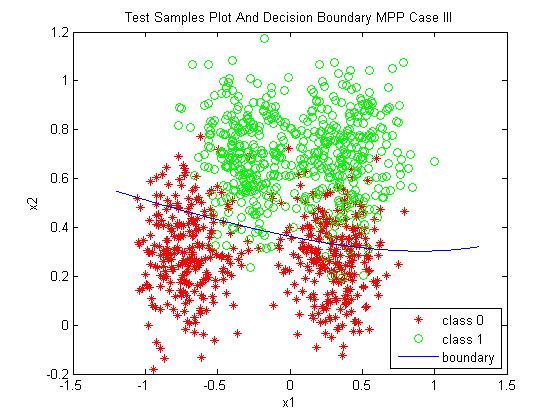 Test Samples Plot And Decision Boundary MPP Case III
1.2
1
0.8
0.6
0.4
0.2
0
-0.2
x2
-1.5
-1
-0.5
0
0.5
1
1.5
x1
class 0
class 1
boundary